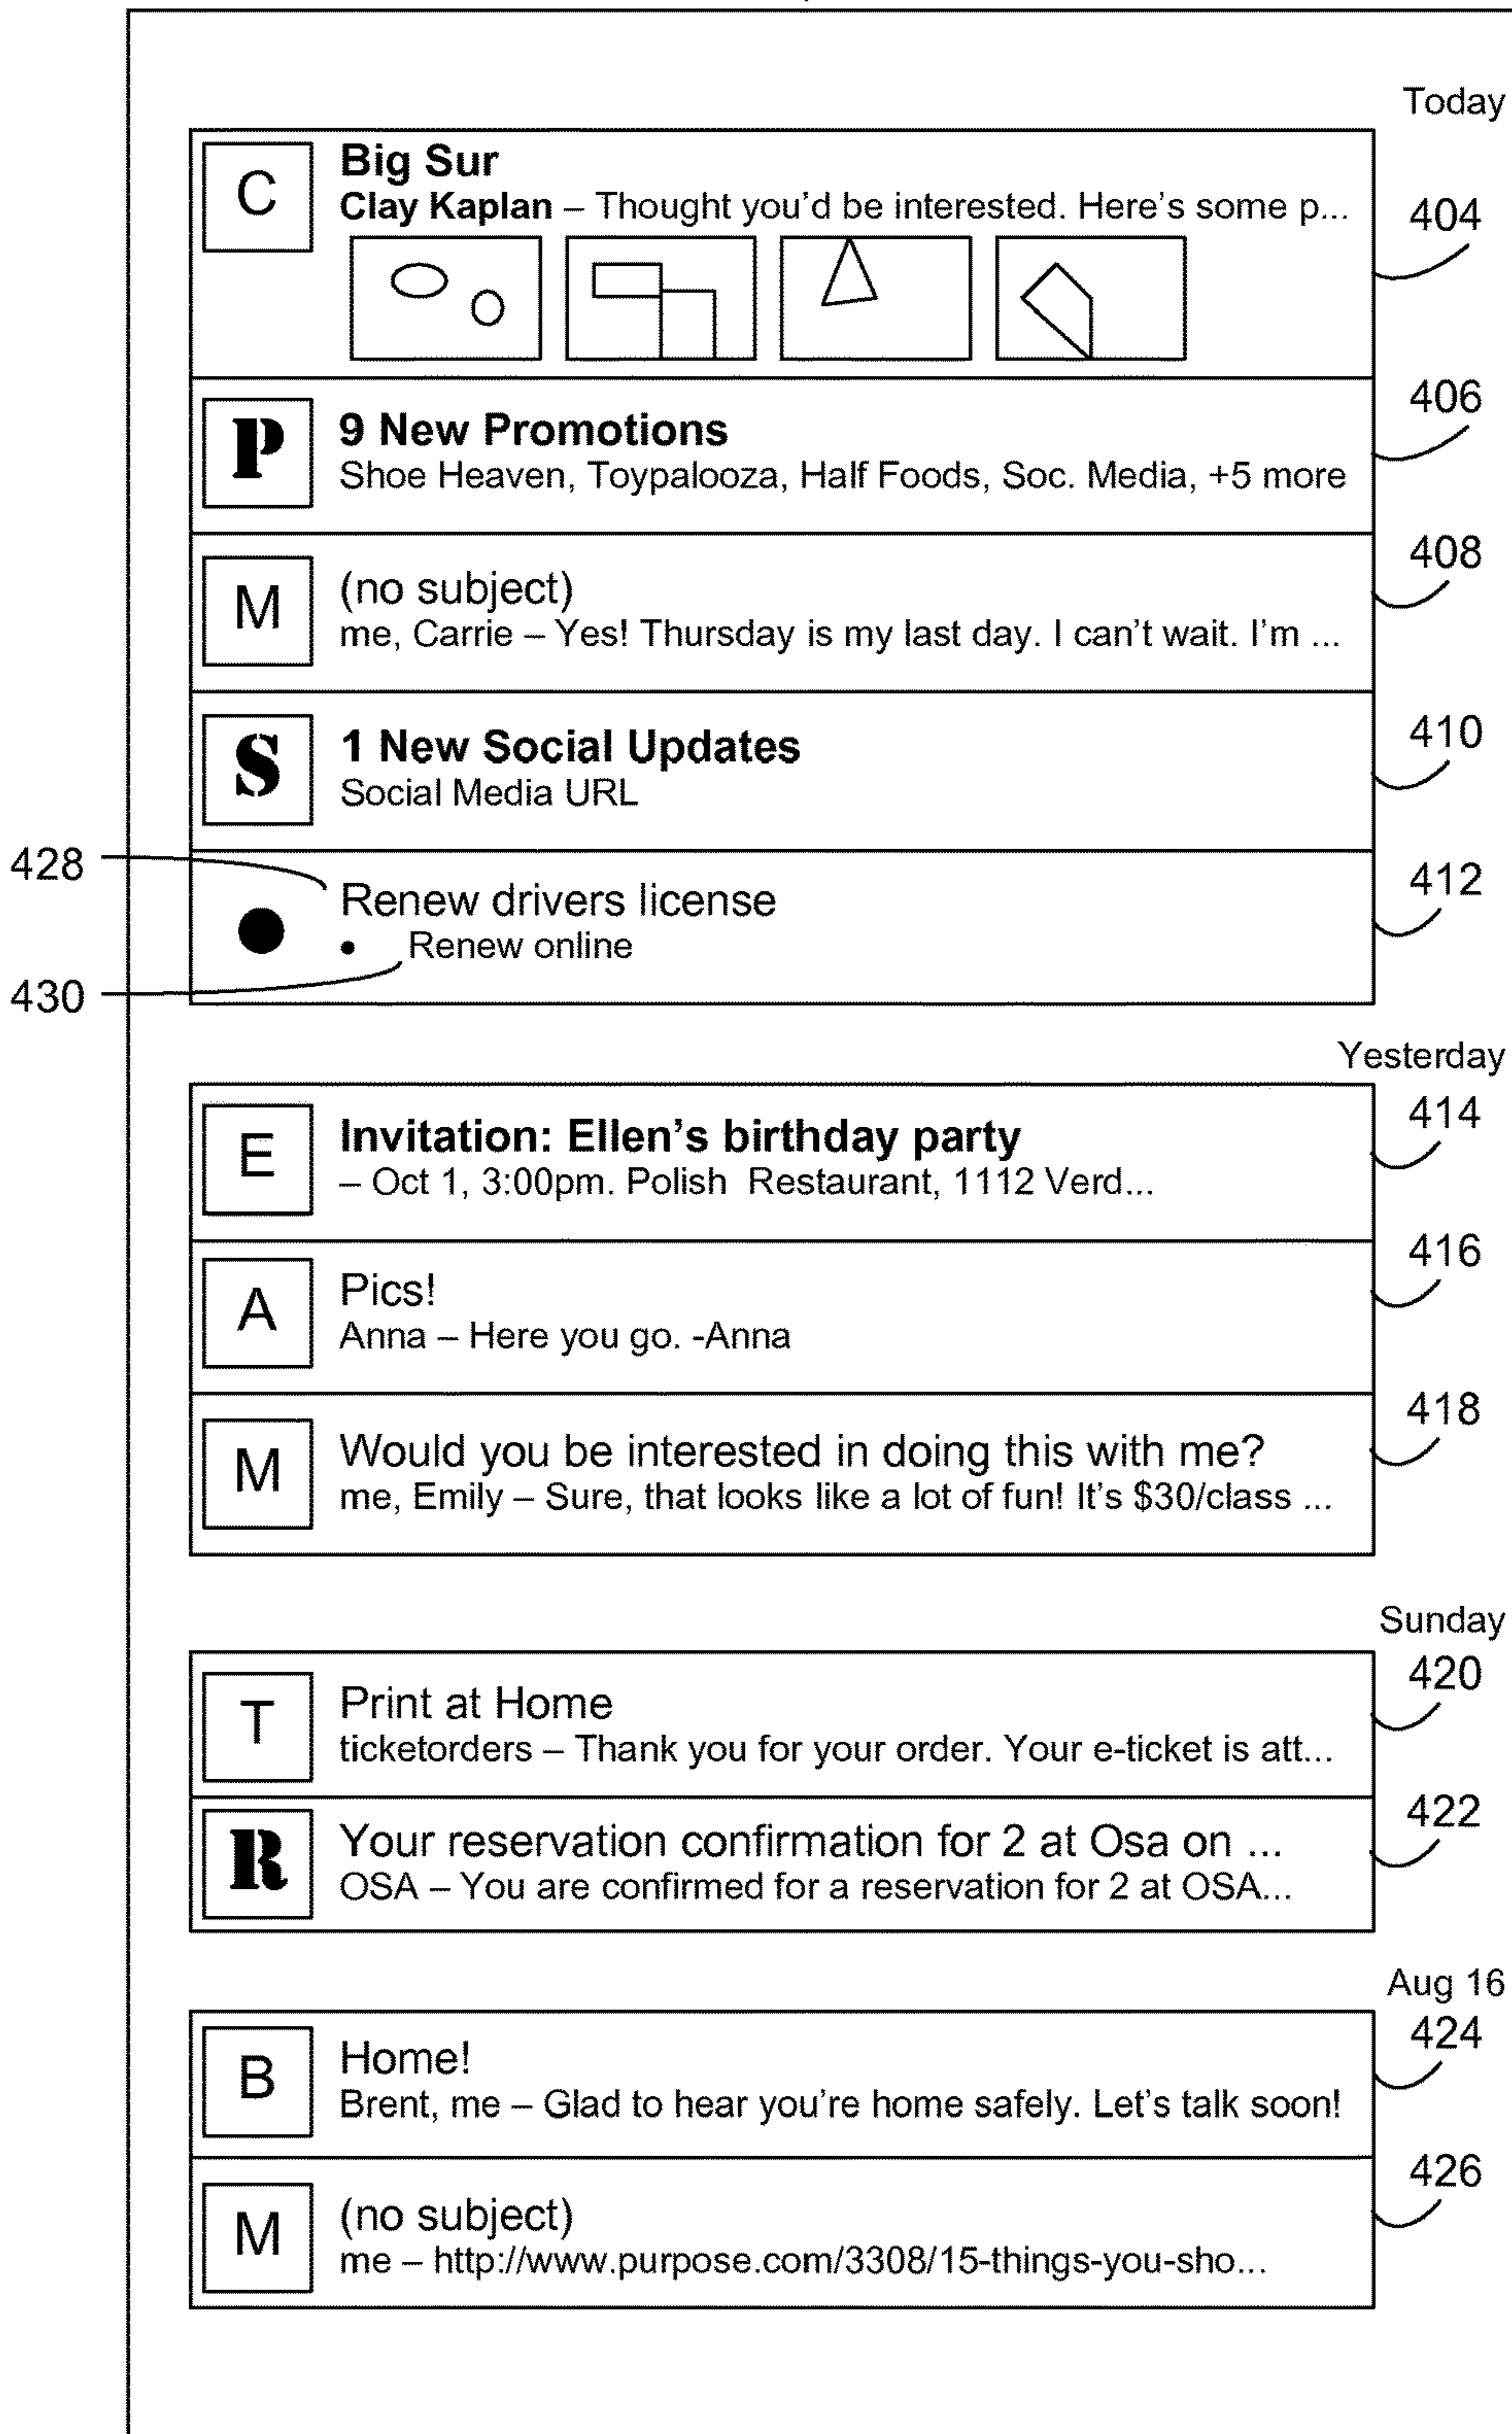 Today
C
Big Sur
Clay Kaplan – Thought you'd be interested. Here's some p...
404
P
9 New Promotions
Shoe Heaven, Toypalooza, Half Foods, Soc. Media, +5 more
406
M
(no subject)
me, Carrie – Yes! Thursday is my last day. I can't wait. I'm ...
408
S
1 New Social Updates
Social Media URL
410
428
Renew drivers license
412
• Renew online
430
Yesterday
E
Invitation: Ellen's birthday party
– Oct 1, 3:00pm. Polish Restaurant, 1112 Verd...
414
A
Pics!
Anna – Here you go. -Anna
416
M
Would you be interested in doing this with me?
me, Emily – Sure, that looks like a lot of fun! It's $30/class ...
418
Sunday
T
Print at Home
ticketorders – Thank you for your order. Your e-ticket is att...
420
R
Your reservation confirmation for 2 at Osa on ...
OSA – You are confirmed for a reservation for 2 at OSA...
422
Aug 16
B
Home!
Brent, me – Glad to hear you're home safely. Let's talk soon!
424
M
(no subject)
me – http://www.purpose.com/3308/15-things-you-sho...
426